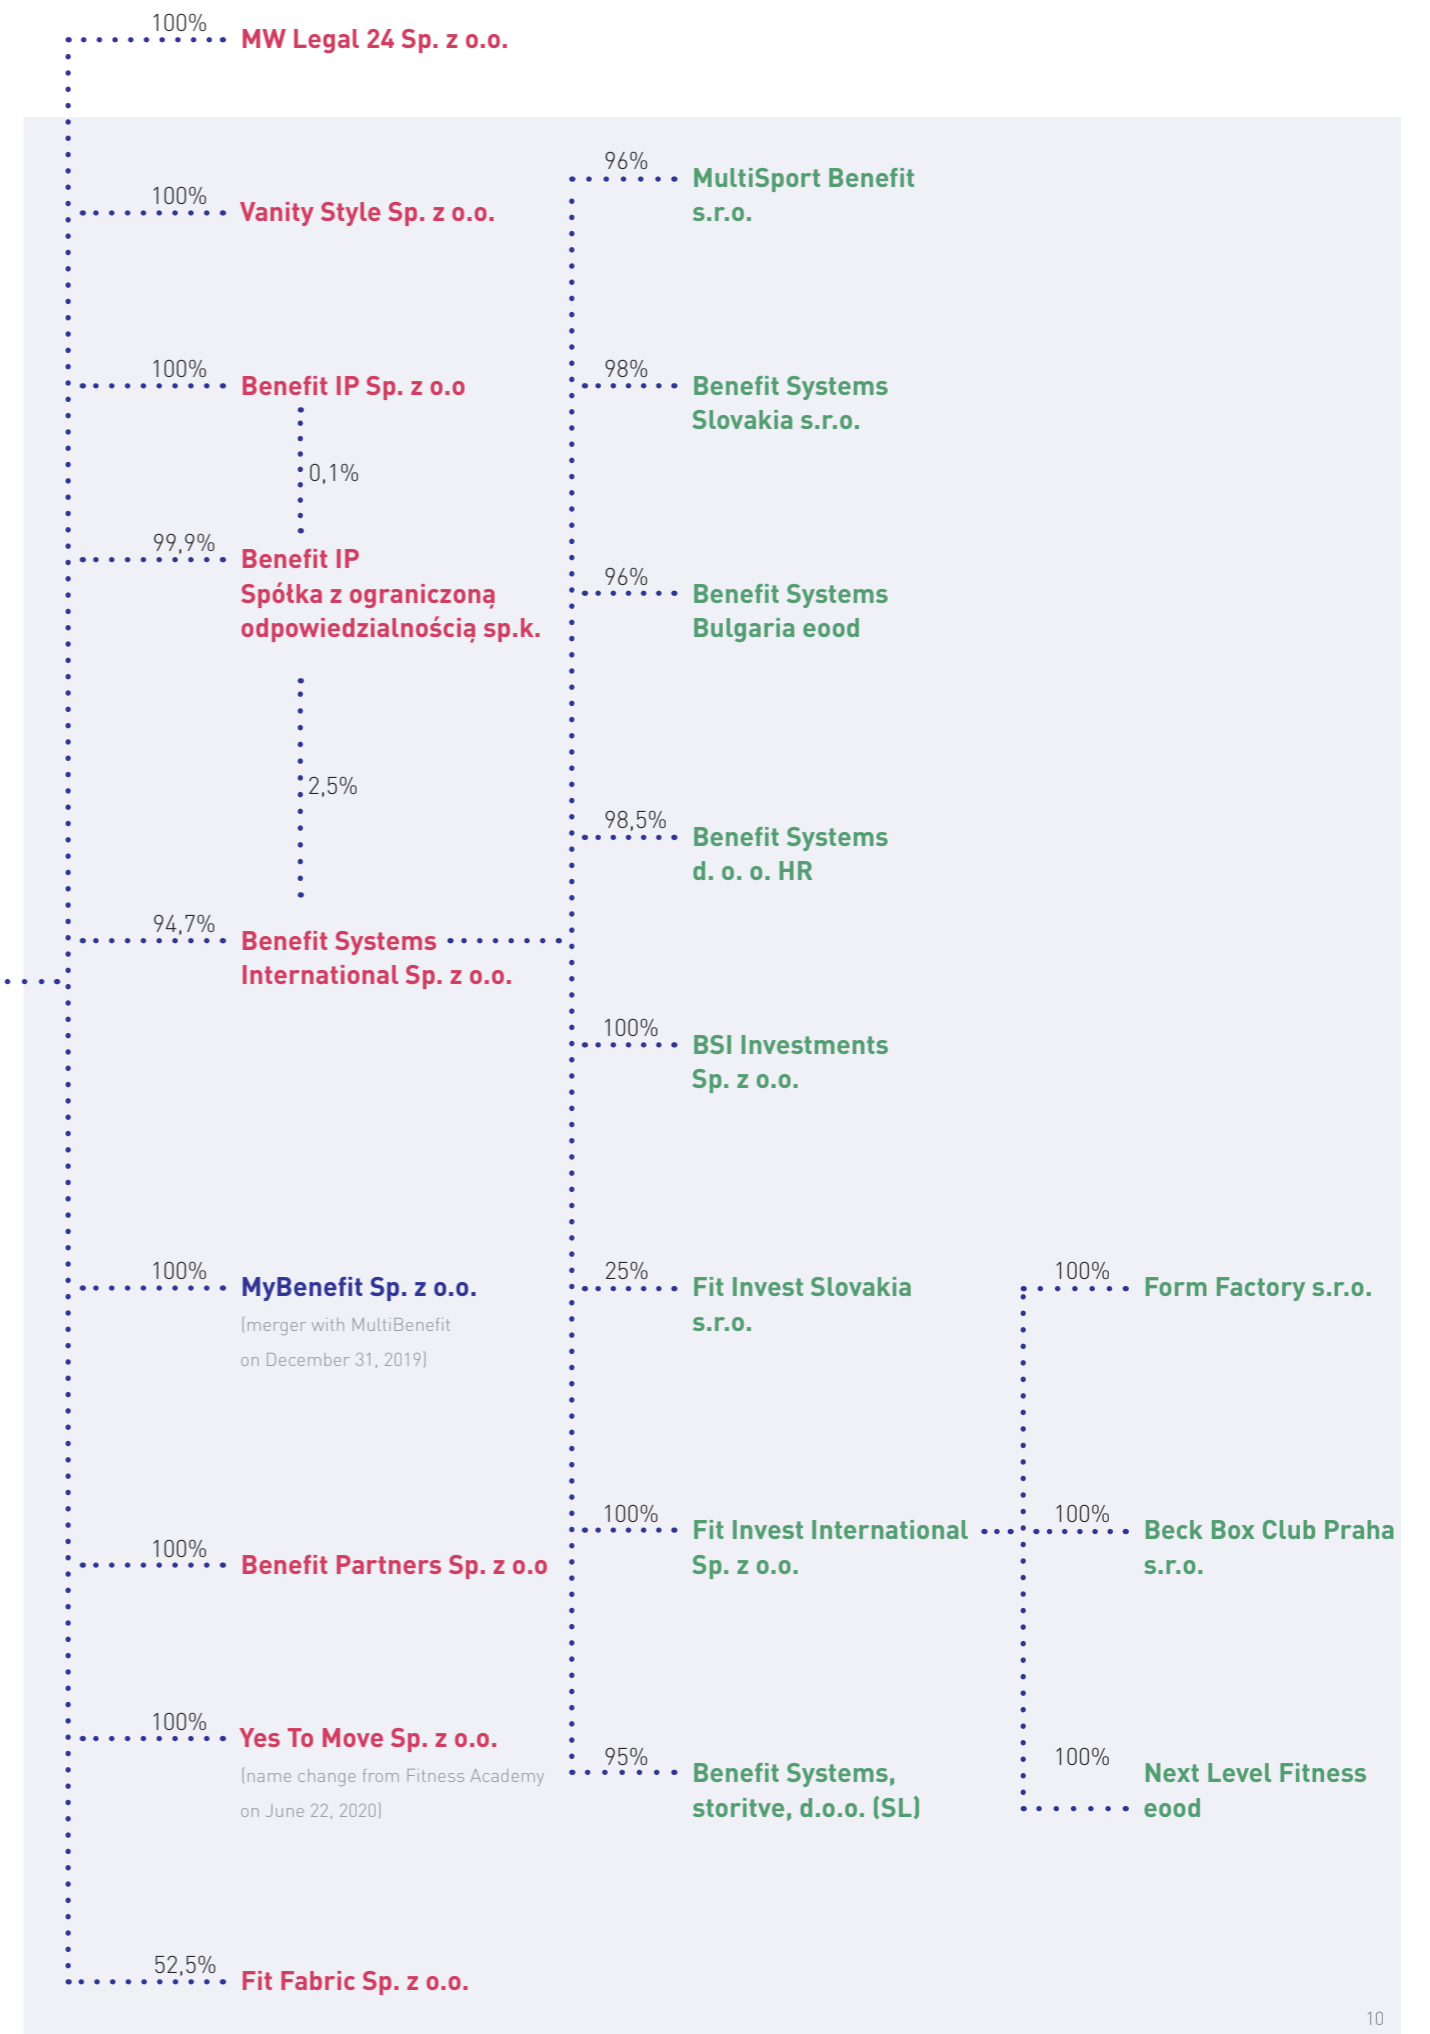 100%
MW Legal 24 Sp. z o.o.
100%
Vanity Style Sp. z o.o.
100%
Benefit IP Sp. z o.o
0,1%
99,9%
Benefit IP
Spółka z ograniczoną
odpowiedzialnością sp.k.
2,5%
94,7%
Benefit Systems
International Sp. z o.o.
100%
MyBenefit Sp. z o.o.
(merger with MultiBenefit
on December 31, 2019)
100%
Benefit Partners Sp. z o.o
100%
Yes To Move Sp. z o.o.
(name change from Fitness Academy
on June 22, 2020)
52,5%
Fit Fabric Sp. z o.o.
96%
MultiSport Benefit
s.r.o.
98%
Benefit Systems
Slovakia s.r.o.
96%
Benefit Systems
Bulgaria eood
98,5%
Benefit Systems
d. o. o. HR
100%
BSI Investments
Sp. z o.o.
25%
Fit Invest Slovakia
s.r.o.
100%
Fit Invest International
Sp. z o.o.
95%
Benefit Systems,
storitve, d.o.o. (SL)
100%
Form Factory s.r.o.
100%
Beck Box Club Praha
s.r.o.
100%
Next Level Fitness
eood
10